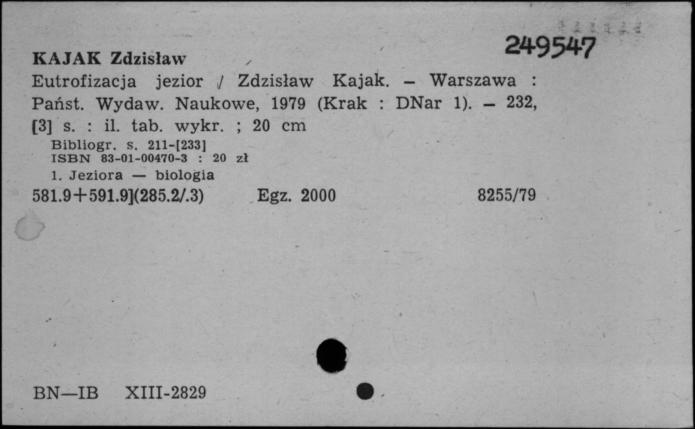 249547
KAJAK Zdzisław
Eutrofizacja jezior / Zdzisław Kajak. — Warszawa :
Państ. Wydaw. Naukowe, 1979 (Krak : DNar 1). — 232,
[3] s. : il. tab. wykr. ; 20 cm
Bibliogr. s. 211-[233]
ISBN 83-01-00470-3 : 20 zł
1. Jeziora — biologia
581.9+591.9](285.2/.3) Egz. 2000 8255/79
BN—IB XIII-2829